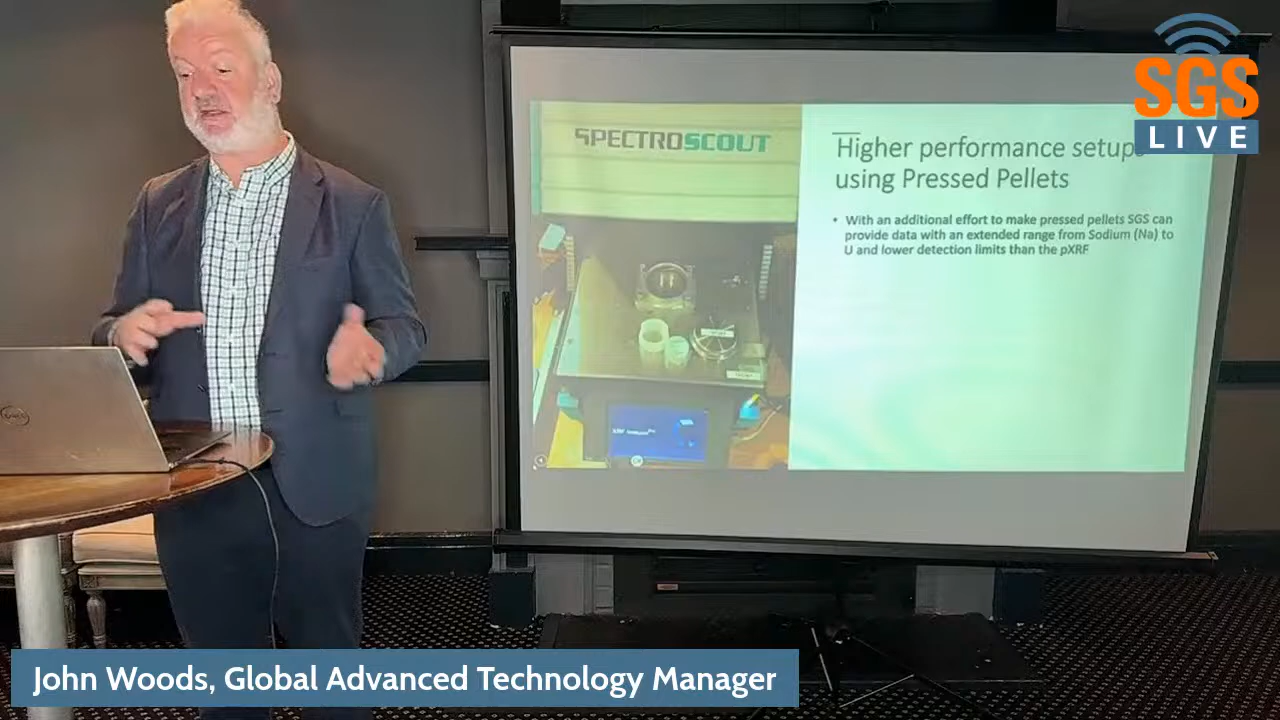 SGS
LIVE
SPECTROSCOUT
Higher performance setups
using Pressed Pellets
• With an additional effort to make pressed pellets SGS can
provide data with an extended range from Sodium (Na) to
U and lower detection limits than the pXRF
DELL
John Woods, Global Advanced Technology Manager